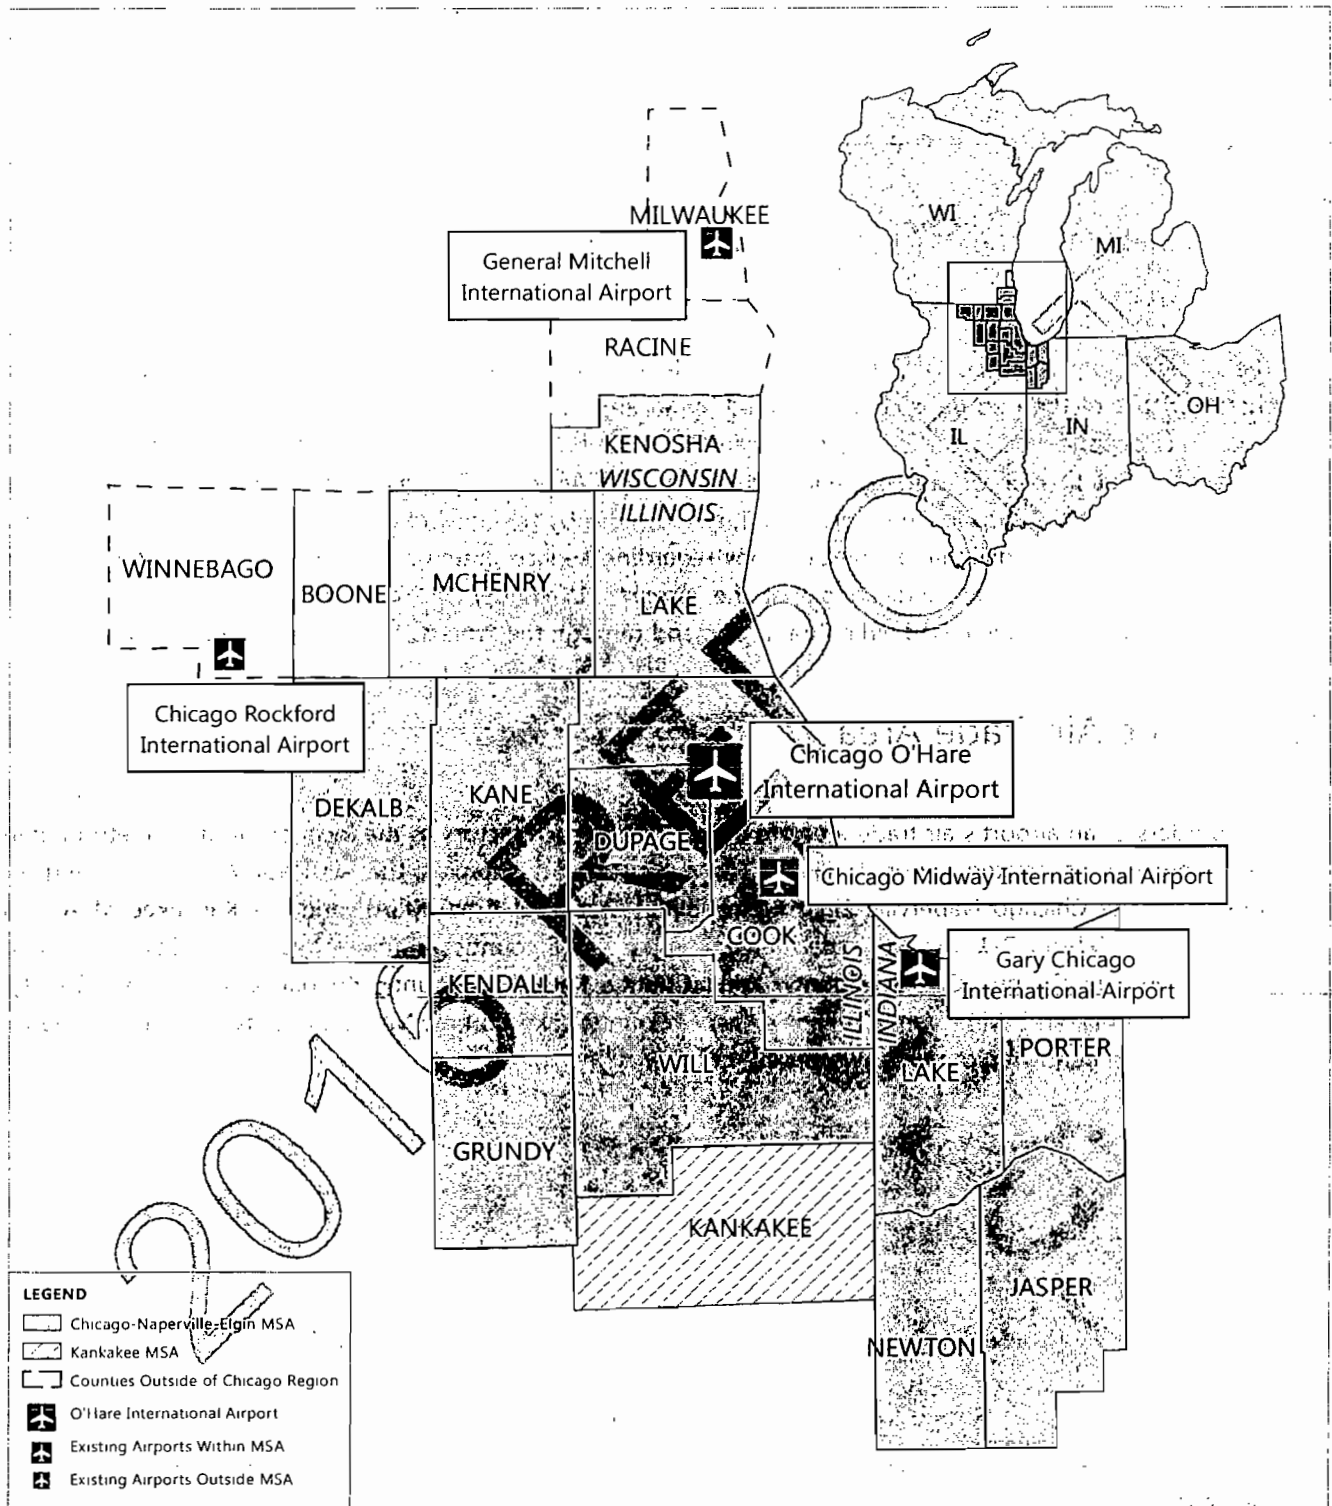 MILWAUKEE
General Mitchell
International Airport
RACINE
KENOSHA
WISCONSIN
ILLINOIS
WI
MI
IL
IN
OH
WINNEBAGO
BOONE
MCHENRY
LAKE
Chicago Rockford
International Airport
Chicago O'Hare
International Airport
DEKALB
KANE
DUPAGE
Chicago Midway International Airport
COOK
ILLINOIS
INDIANA
Gary Chicago
International Airport
KENDALL
WILL
LAKE
PORTER
GRUNDY
KANKAKEE
JASPER
NEWTON
LEGEND
Chicago-Naperville-Elgin MSA
Kankakee MSA
Counties Outside of Chicago Region
O'Hare International Airport
Existing Airports Within MSA
Existing Airports Outside MSA